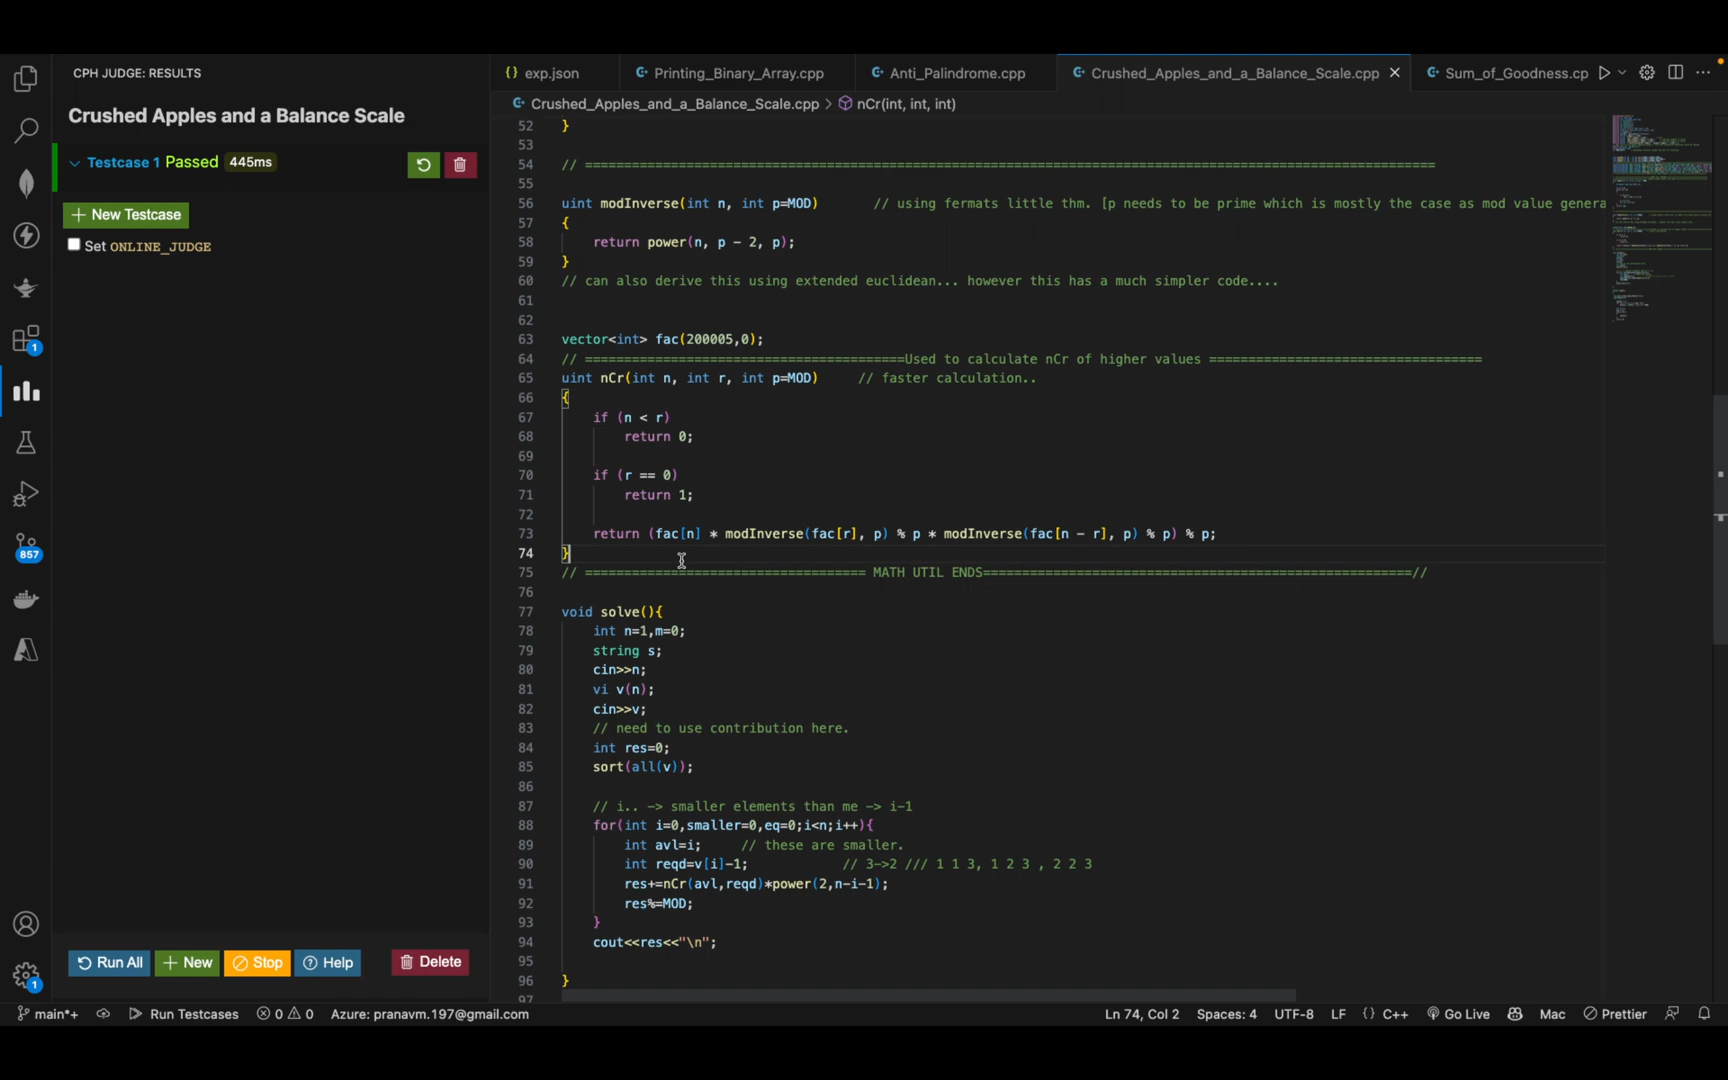 CPH JUDGE: RESULTS
Crushed Apples and a Balance Scale
Testcase 1 Passed 445ms
+ New Testcase
Set ONLINE_JUDGE
Run All
+ New
Stop
Help
Delete
{} exp.json
Printing_Binary_Array.cpp
Anti_Palindrome.cpp
Crushed_Apples_and_a_Balance_Scale.cpp
Sum_of_Goodness.cp
Crushed_Apples_and_a_Balance_Scale.cpp > nCr(int, int, int)
52 }
53
54 // =============================================================================================================
55
56 uint modInverse(int n, int p=MOD) // using fermats little thm. [p needs to be prime which is mostly the case as mod value genera
57 {
58 return power(n, p - 2, p);
59 }
60 // can also derive this using extended euclidean... however this has a much simpler code....
61
62
63 vector<int> fac(200005,0);
64 // =========================================Used to calculate nCr of higher values ===================================
65 uint nCr(int n, int r, int p=MOD) // faster calculation..
66 {
67 if (n < r)
68 return 0;
69
70 if (r == 0)
71 return 1;
72
73 return (fac[n] * modInverse(fac[r], p) % p * modInverse(fac[n - r], p) % p) % p;
74 }
75 // ==================================== MATH UTIL ENDS=======================================================//
76
77 void solve(){
78 int n=1,m=0;
79 string s;
80 cin>>n;
81 vi v(n);
82 cin>>v;
83 // need to use contribution here.
84 int res=0;
85 sort(all(v));
86
87 // i.. -> smaller elements than me -> i-1
88 for(int i=0,smaller=0,eq=0;i<n;i++){
89 int avl=i; // these are smaller.
90 int reqd=v[i]-1; // 3->2 /// 1 1 3, 1 2 3 , 2 2 3
91 res+=nCr(avl,reqd)*power(2,n-i-1);
92 res%=MOD;
93 }
94 cout<<res<<"\n";
95
96 }
97
1
857
1
main*+
Run Testcases
0
0
Azure: pranavm.197@gmail.com
Ln 74, Col 2
Spaces: 4
UTF-8
LF
{} C++
Go Live
Mac
Prettier